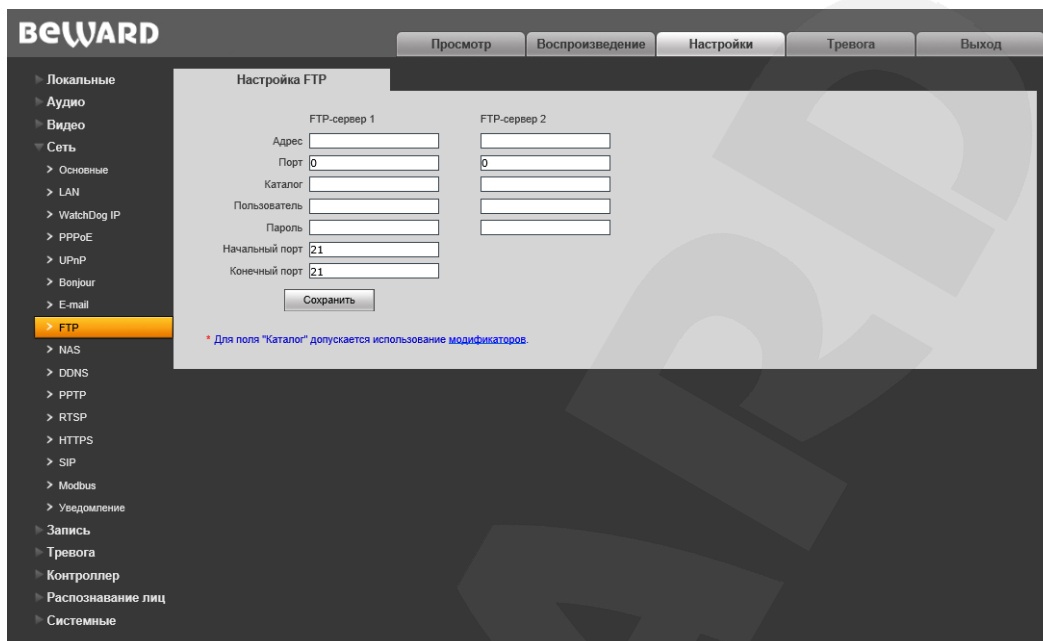 BEWARD
Просмотр Воспроизведение Настройки Тревога Выход
Локальные
Аудио
Видео
Сеть
Основные
LAN
WatchDog IP
PPPoE
UPnP
Bonjour
E-mail
FTP
NAS
DDNS
PPTP
RTSP
HTTPS
SIP
Modbus
Уведомление
Запись
Тревога
Контроллер
Распознавание лиц
Системные
Настройка FTP
FTP-сервер 1 FTP-сервер 2
Адрес
Порт 0 0
Каталог
Пользователь
Пароль
Начальный порт 21
Конечный порт 21
Сохранить
* Для поля "Каталог" допускается использование модификаторов.